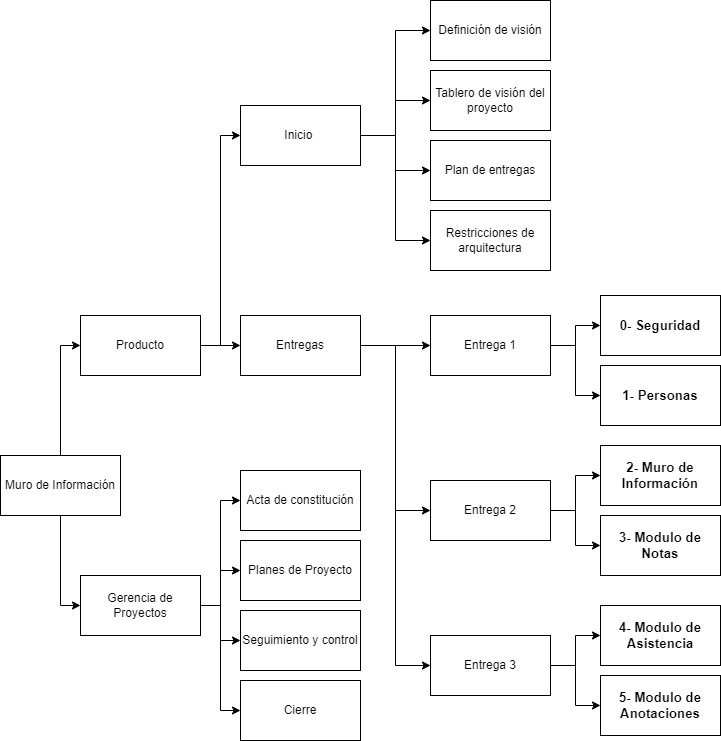 Definición de visión
Tablero de visión del
proyecto
Inicio
Plan de entregas
Restricciones de
arquitectura
Producto
Entregas
Entrega 1
0- Seguridad
1- Personas
Muro de Información
Entrega 2
2- Muro de
Información
3- Modulo de
Notas
Gerencia de
Proyectos
Acta de constitución
Planes de Proyecto
Seguimiento y control
Cierre
Entrega 3
4- Modulo de
Asistencia
5- Modulo de
Anotaciones